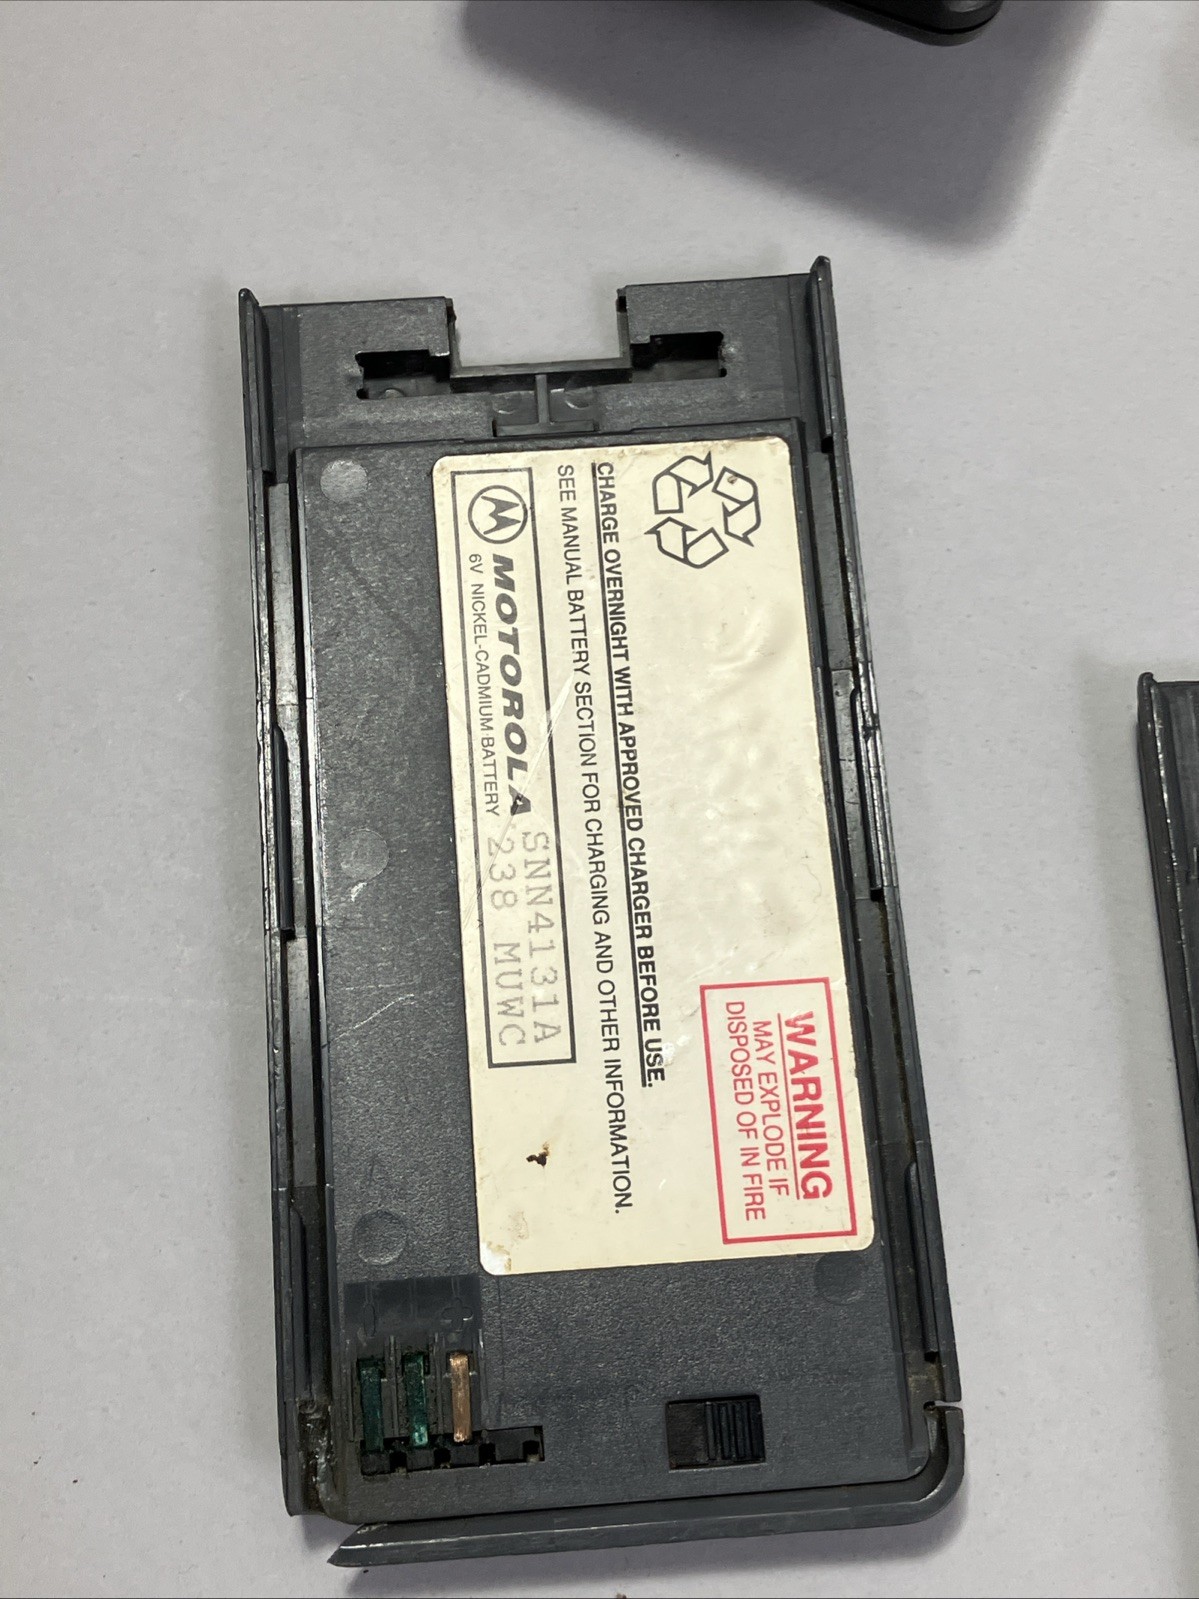 WARNING
MAY EXPLODE IF
DISPOSED OF IN FIRE
CHARGE OVERNIGHT WITH APPROVED CHARGER BEFORE USE.
SEE MANUAL BATTERY SECTION FOR CHARGING AND OTHER INFORMATION.
MOTOROLA SNN4131A
6V NICKEL-CADMIUM BATTERY 238 MUWC